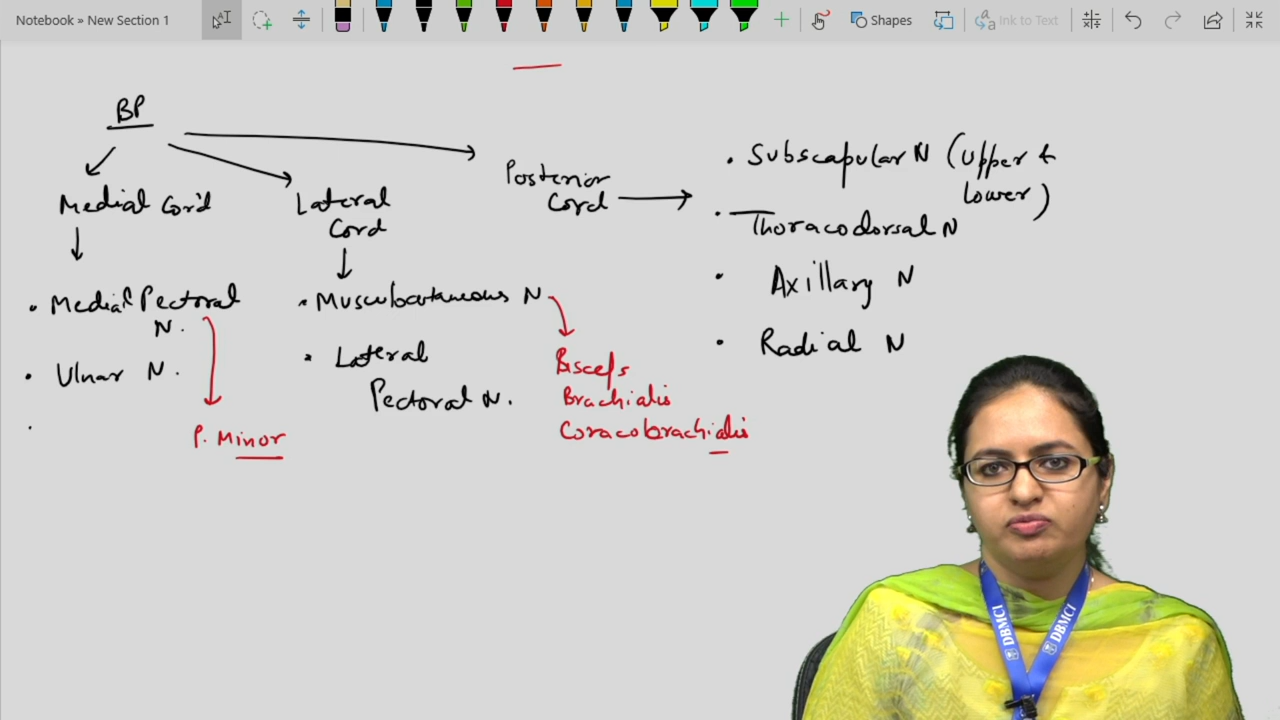 Notebook » New Section 1
Shapes
Ink to Text
BP
Medial Cord
Lateral
Cord
Posterior
Cord
• Subscapular N (Upper &
lower)
• Thoracodorsal N
• Axillary N
• Radial N
• Medial Pectoral
N.
• Ulnar N.
• Musculocutaneous N
• Lateral
Pectoral N.
P. Minor
Bisceps
Brachialis
Coracobrachialis
DBMCI
DBMCI